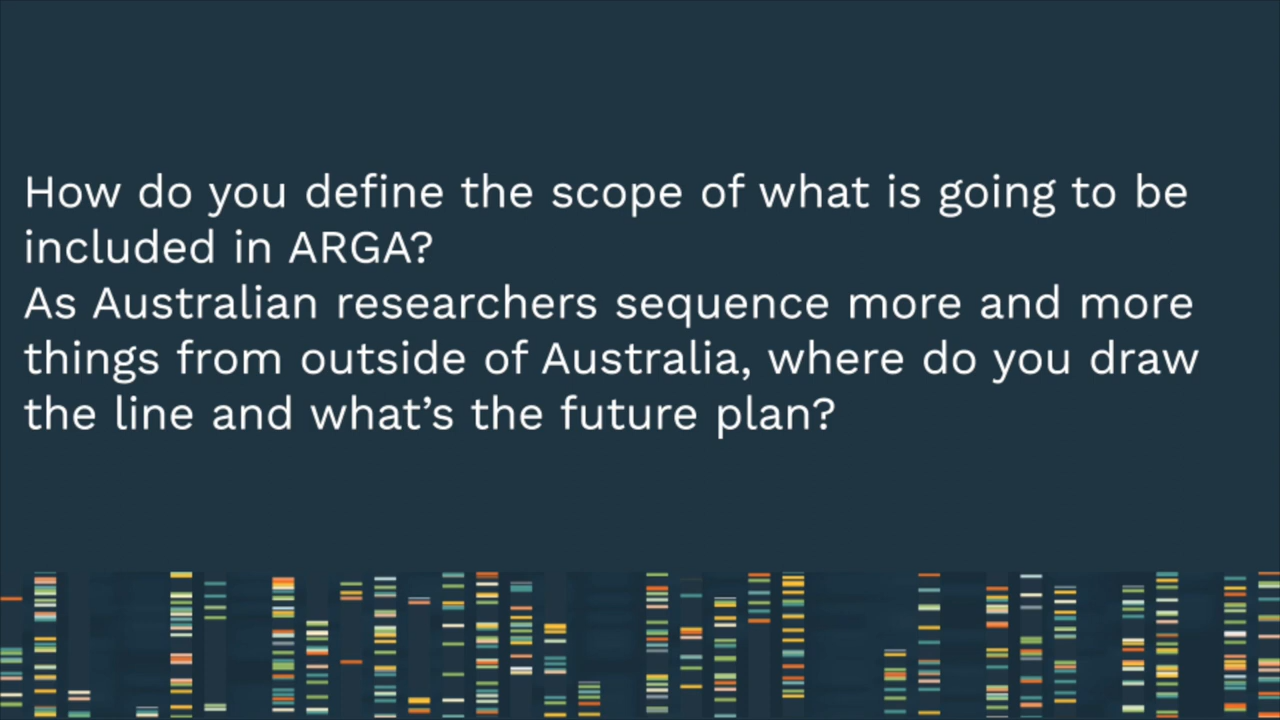 How do you define the scope of what is going to be
included in ARGA?
As Australian researchers sequence more and more
things from outside of Australia, where do you draw
the line and what’s the future plan?